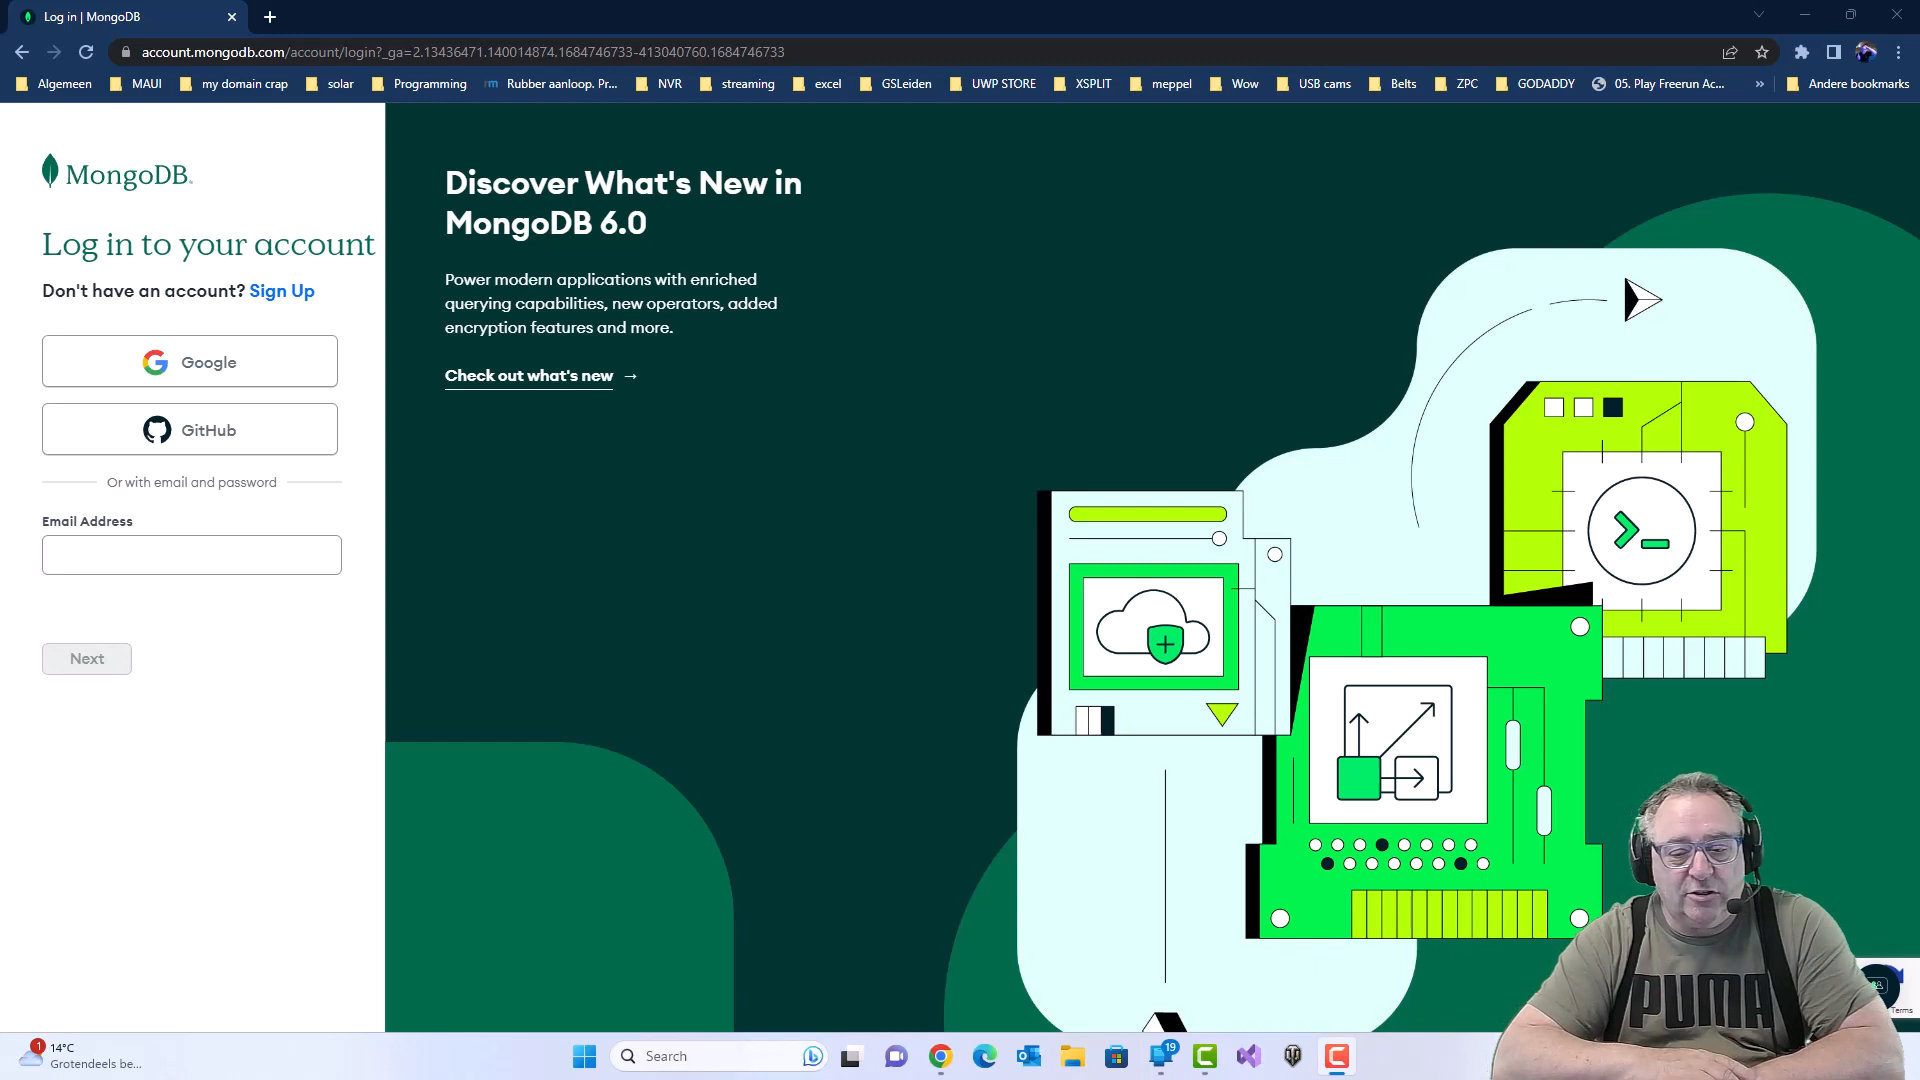 Log in | MongoDB
account.mongodb.com/account/login?_ga=2.13436471.140014874.1684746733-413040760.1684746733
Algemeen MAUI my domain crap solar Programming Rubber aanloop. Pr... NVR streaming excel GSLeiden UWP STORE XSPLIT meppel Wow USB cams Belts ZPC GODADDY 05. Play Freerun Ac... » Andere bookmarks
MongoDB.
Log in to your account
Don't have an account? Sign Up
Google
GitHub
Or with email and password
Email Address
Next
Discover What's New in
MongoDB 6.0
Power modern applications with enriched
querying capabilities, new operators, added
encryption features and more.
Check out what's new →
PUMA
Terms
1
14°C
Grotendeels be...
Search
19